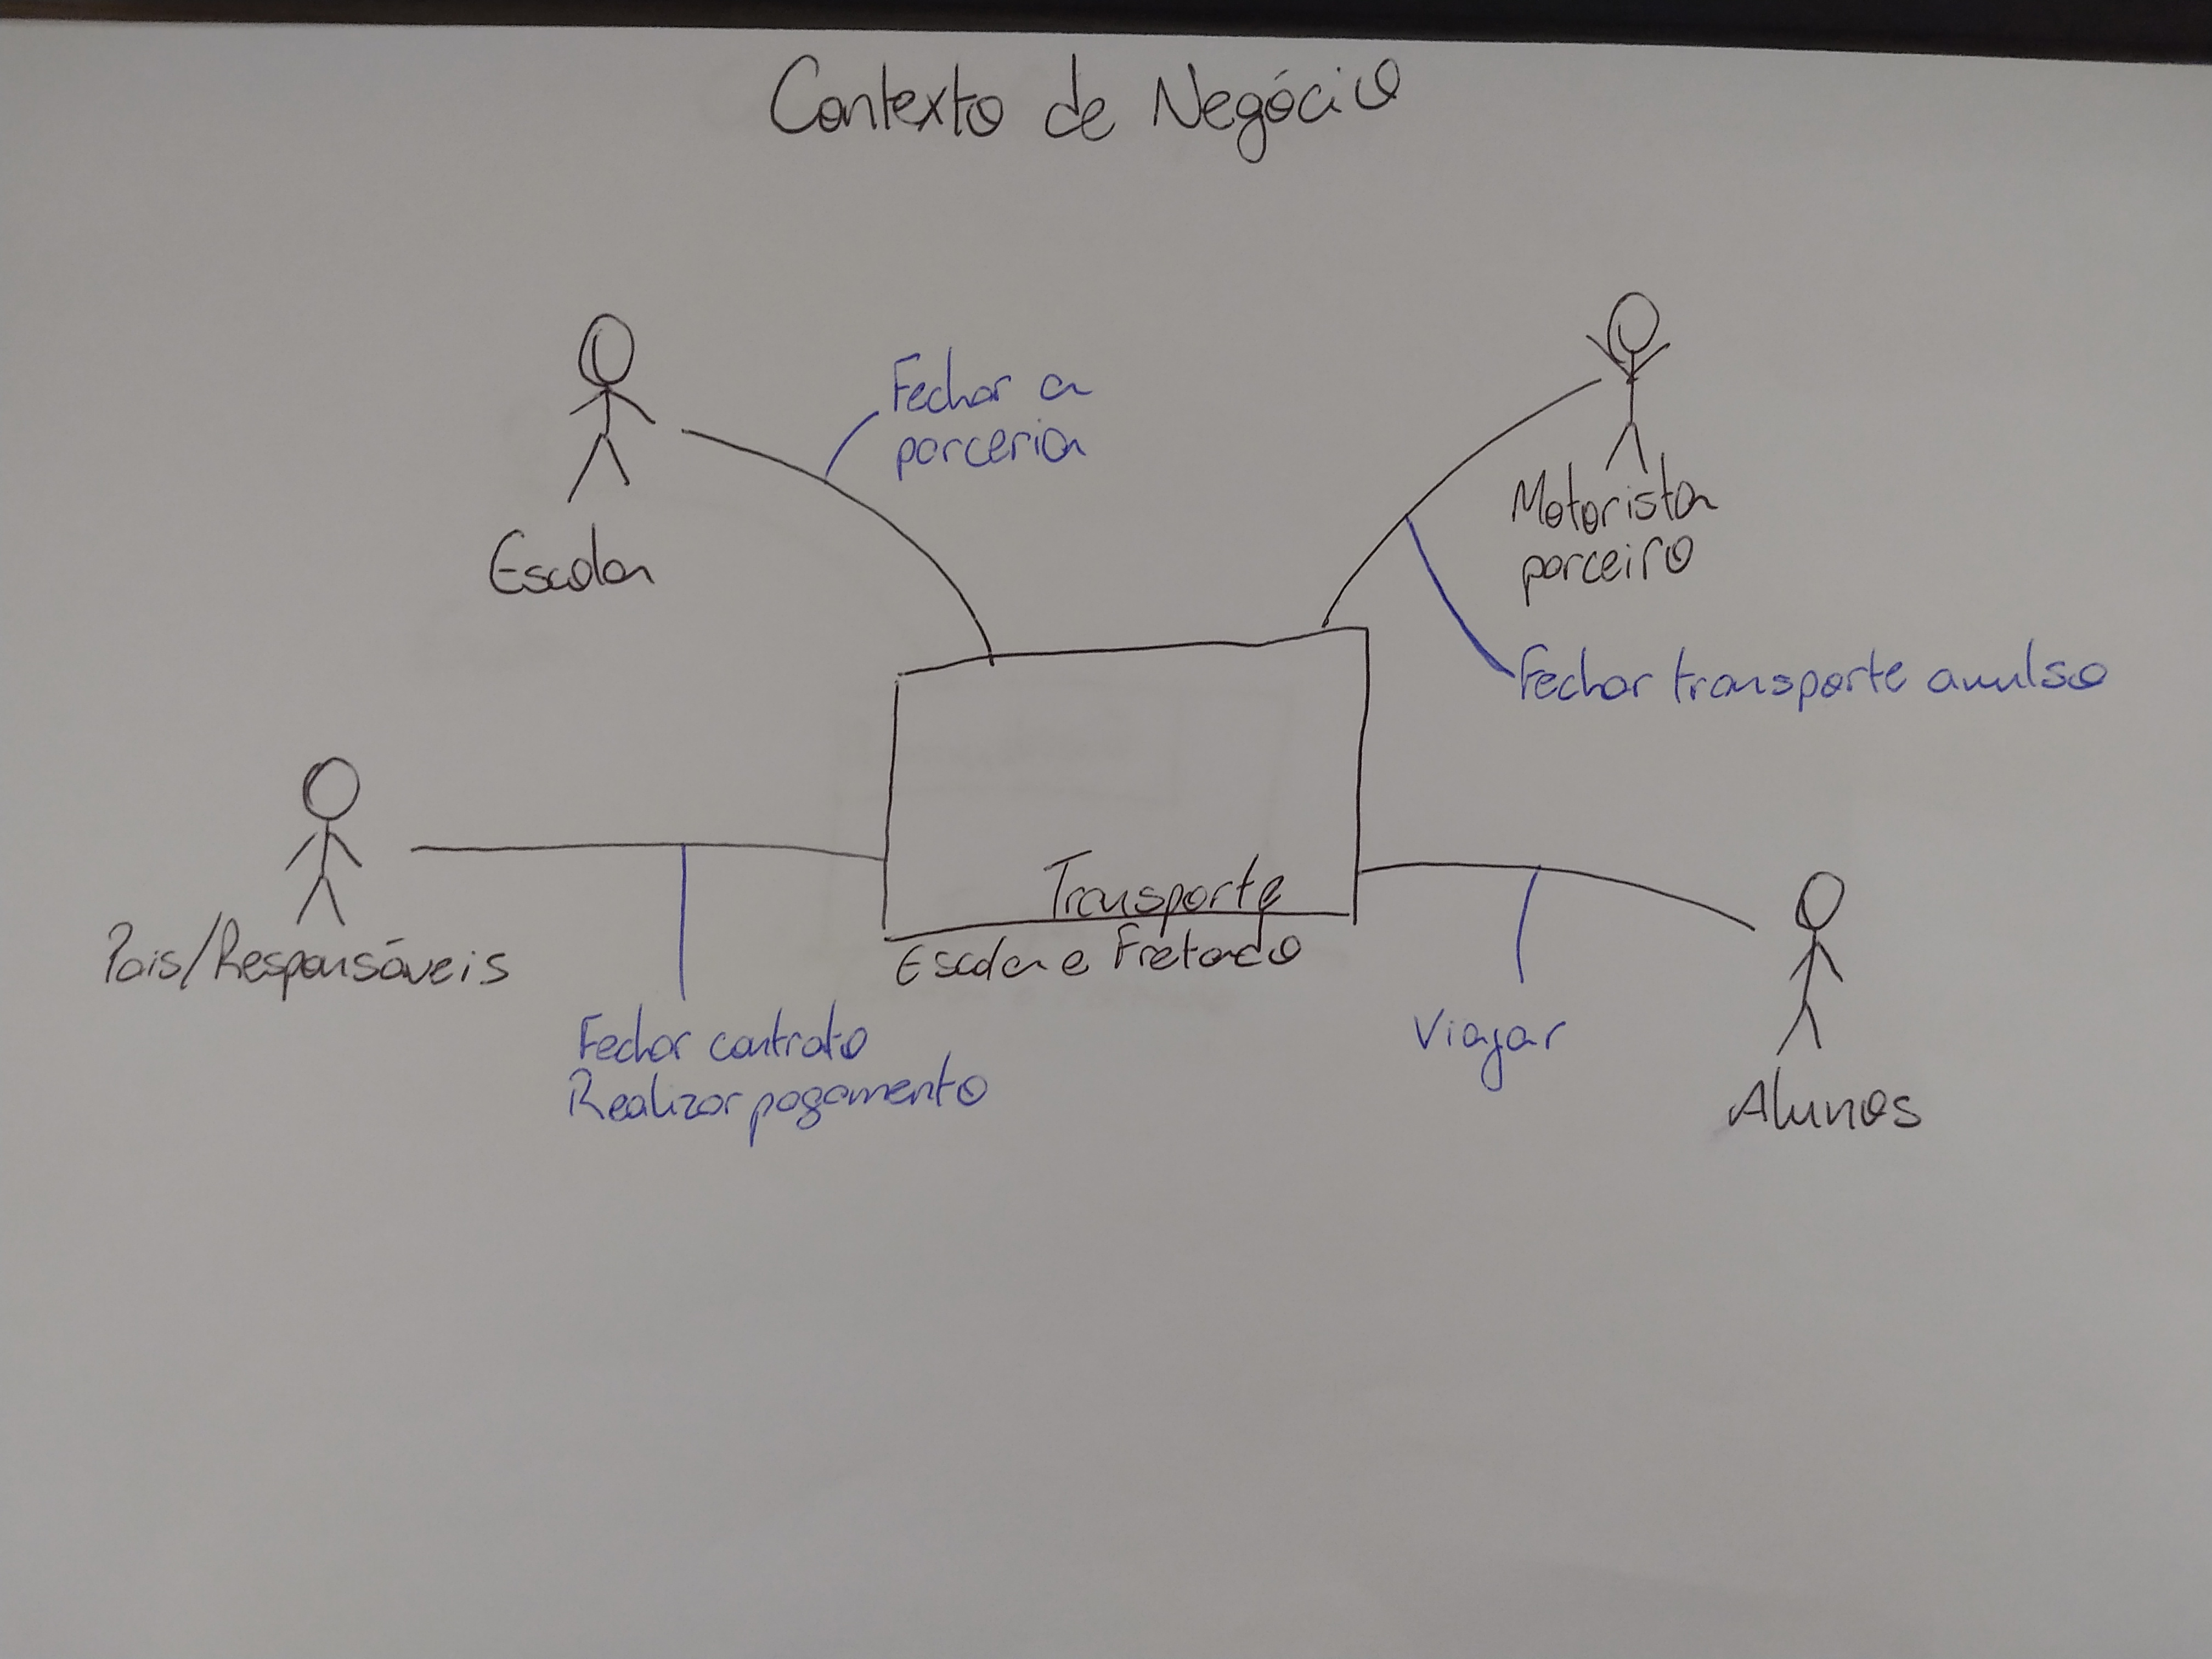 Contexto de Negócio
Fechar a
parceria
Escola
Motorista
parceiro
Fechar transporte avulso
Transporte
Escolar e Fretado
Pais/Responsáveis
Fechar contrato
Realizar pagamento
Viajar
Alunos